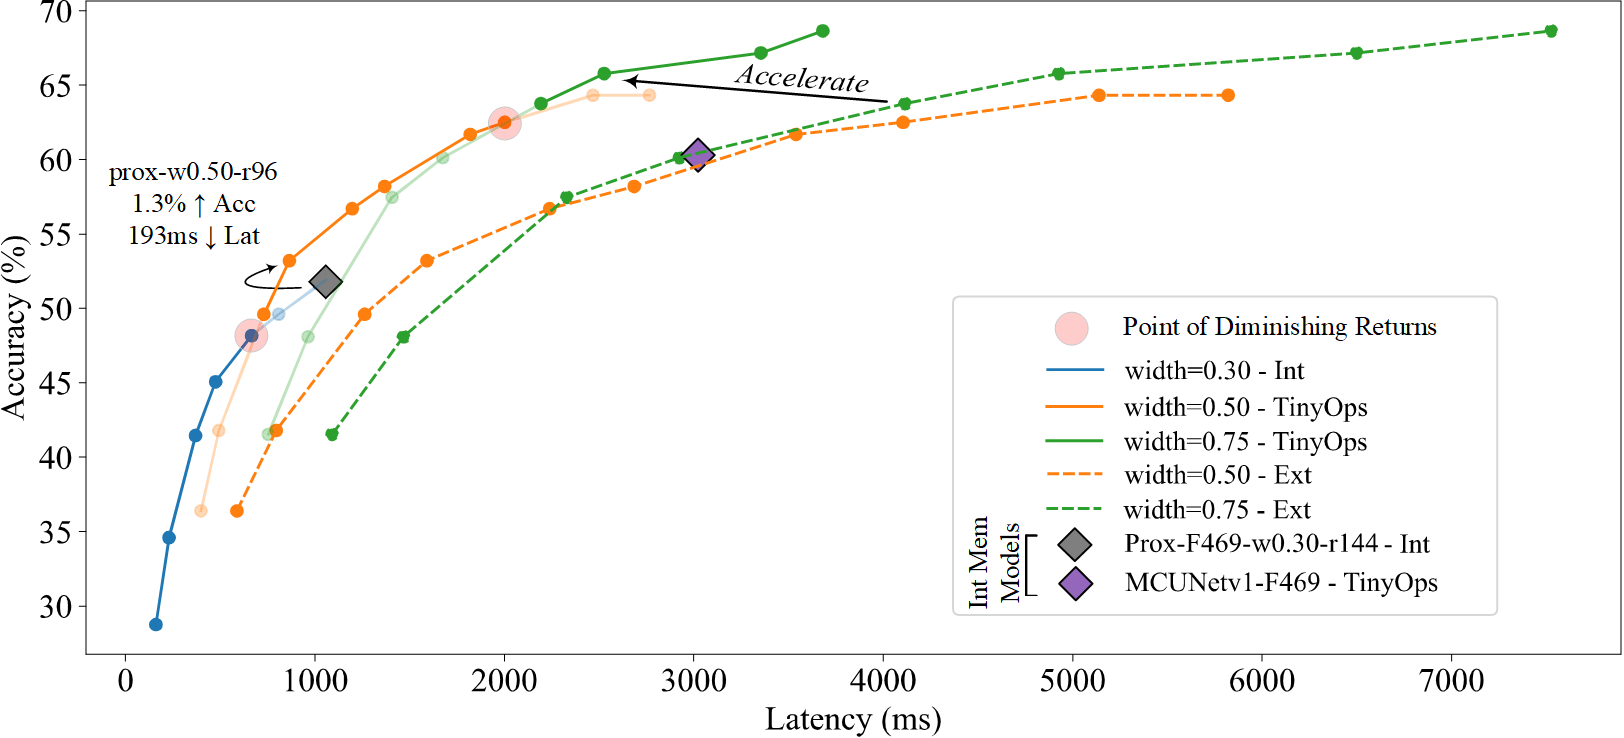 70
65
60
55
50
45
40
35
30
Accuracy (%)
0
1000
2000
3000
4000
5000
6000
7000
Latency (ms)
prox-w0.50-r96
1.3% ↑ Acc
193ms ↓ Lat
Accelerate
Point of Diminishing Returns
width=0.30 - Int
width=0.50 - TinyOps
width=0.75 - TinyOps
width=0.50 - Ext
width=0.75 - Ext
Int Mem
Models
Prox-F469-w0.30-r144 - Int
MCUNetv1-F469 - TinyOps